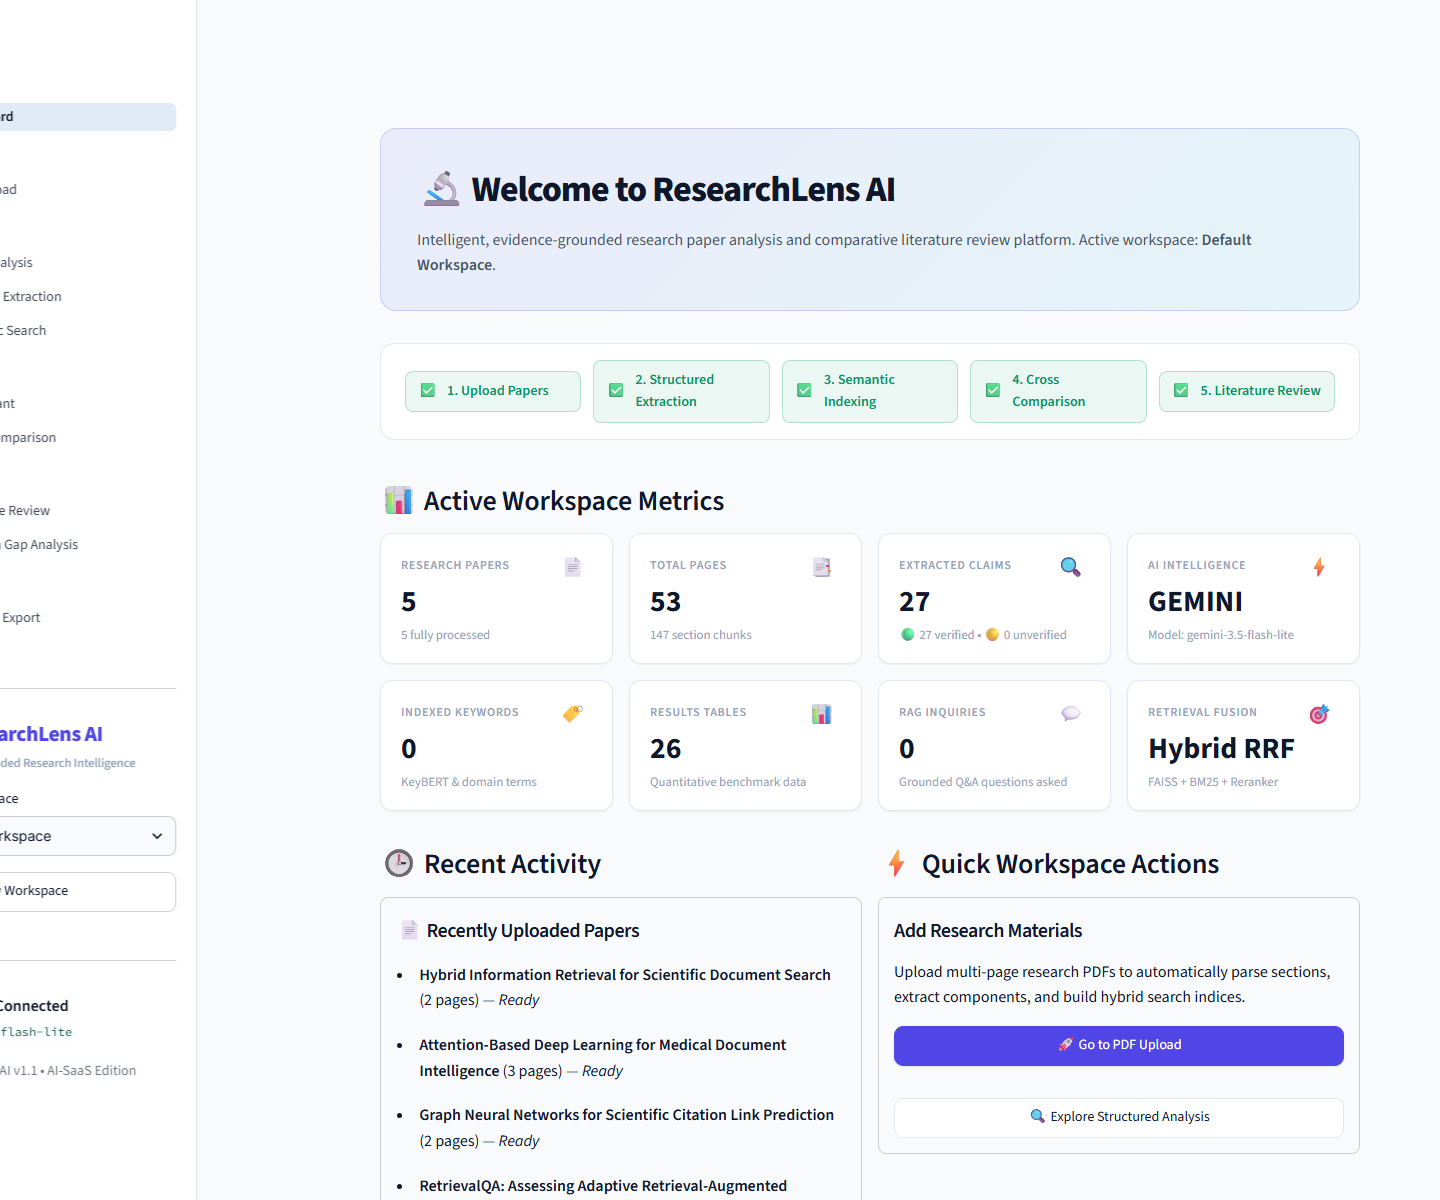 rd
oad
alysis
Extraction
c Search
ant
omparison
e Review
Gap Analysis
Export
archLens AI
ded Research Intelligence
ace
rkspace
Workspace
Connected
flash-lite
AI v1.1 • AI-SaaS Edition
Welcome to ResearchLens AI
Intelligent, evidence-grounded research paper analysis and comparative literature review platform. Active workspace: Default
Workspace.
1. Upload Papers
2. Structured
Extraction
3. Semantic
Indexing
4. Cross
Comparison
5. Literature Review
Active Workspace Metrics
RESEARCH PAPERS
5
5 fully processed
TOTAL PAGES
53
147 section chunks
EXTRACTED CLAIMS
27
27 verified • 0 unverified
AI INTELLIGENCE
GEMINI
Model: gemini-3.5-flash-lite
INDEXED KEYWORDS
0
KeyBERT & domain terms
RESULTS TABLES
26
Quantitative benchmark data
RAG INQUIRIES
0
Grounded Q&A questions asked
RETRIEVAL FUSION
Hybrid RRF
FAISS + BM25 + Reranker
Recent Activity
Recently Uploaded Papers
• Hybrid Information Retrieval for Scientific Document Search
(2 pages) — Ready
• Attention-Based Deep Learning for Medical Document
Intelligence (3 pages) — Ready
• Graph Neural Networks for Scientific Citation Link Prediction
(2 pages) — Ready
• RetrievalQA: Assessing Adaptive Retrieval-Augmented
Quick Workspace Actions
Add Research Materials
Upload multi-page research PDFs to automatically parse sections,
extract components, and build hybrid search indices.
Go to PDF Upload
Explore Structured Analysis